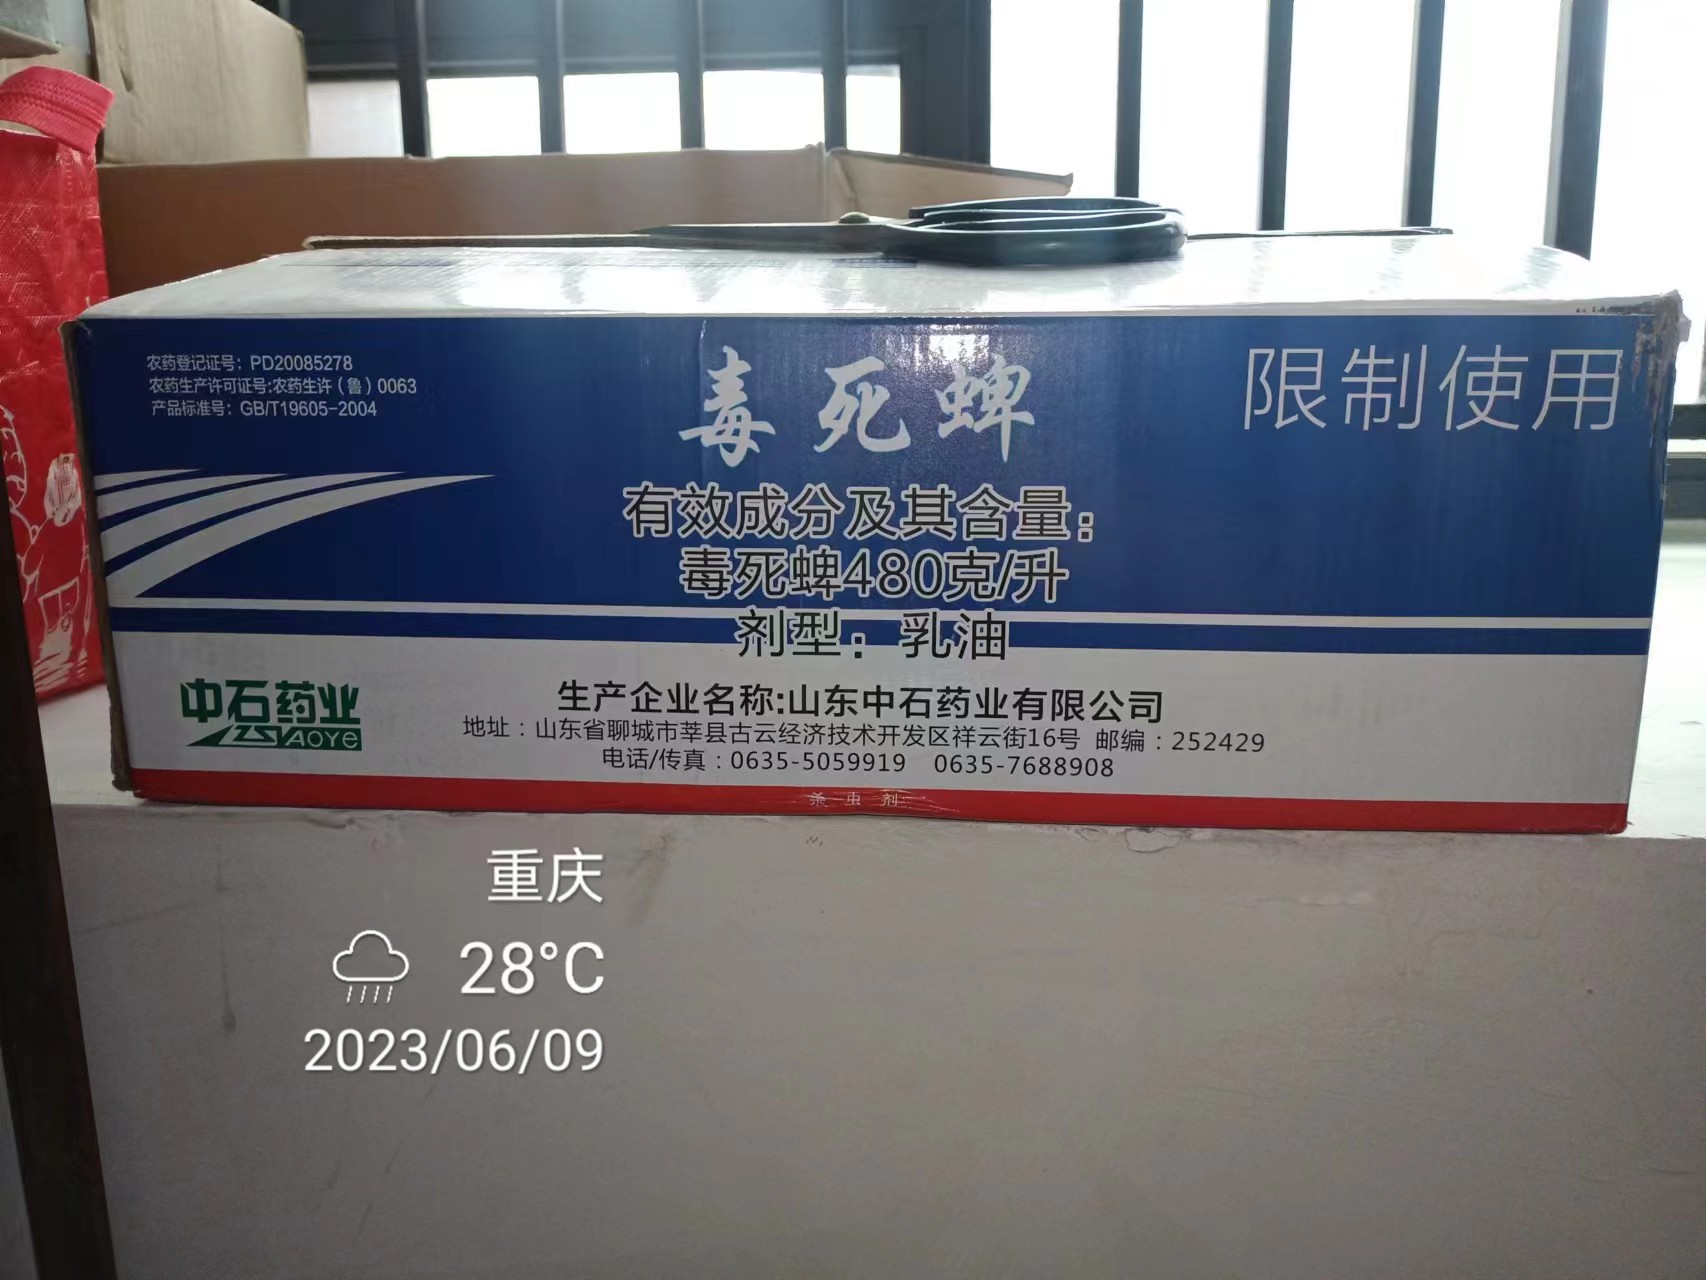 农药登记证号：PD20085278
农药生产许可证号:农药生许（鲁）0063
产品标准号：GB/T19605-2004
毒死蜱
限制使用
有效成分及其含量：
毒死蜱480克/升
剂型：乳油
中石药业
YAOYE
生产企业名称:山东中石药业有限公司
地址：山东省聊城市莘县古云经济技术开发区祥云街16号 邮编：252429
电话/传真：0635-5059919 0635-7688908
杀虫剂
重庆
28°C
2023/06/09